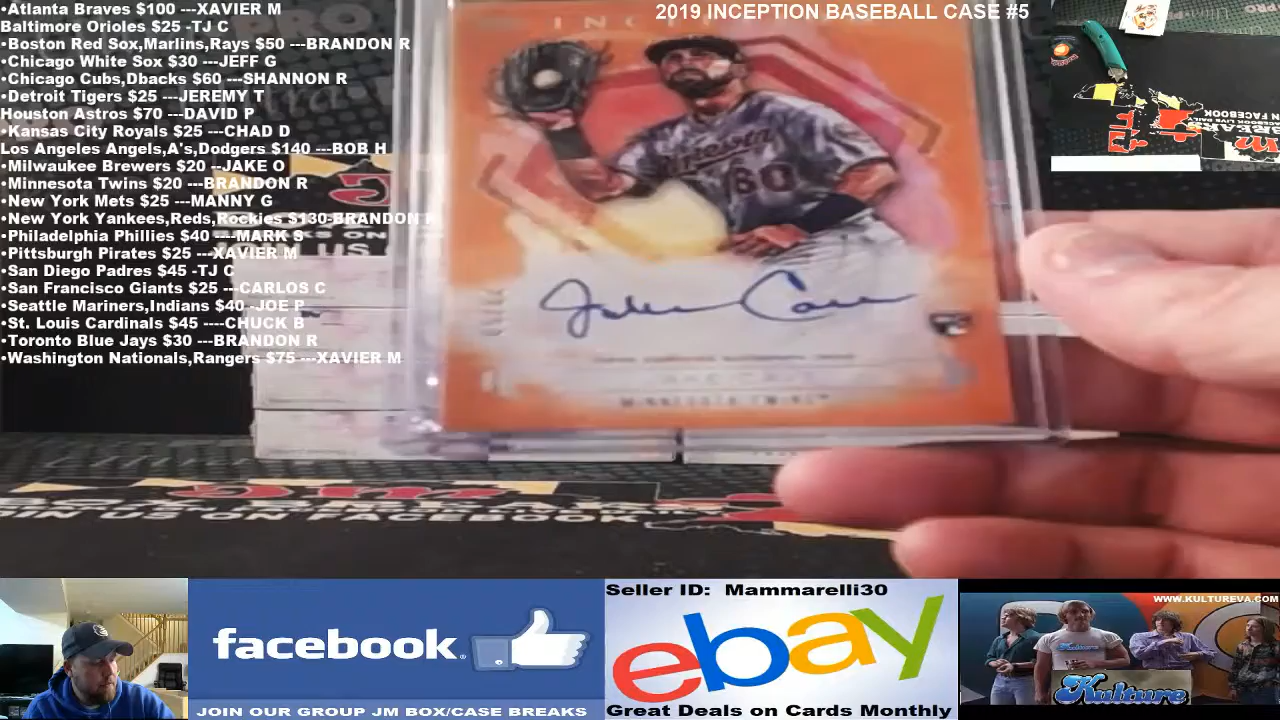 •Atlanta Braves $100 ---XAVIER M
Baltimore Orioles $25 -TJ C
•Boston Red Sox,Marlins,Rays $50 ---BRANDON R
•Chicago White Sox $30 ---JEFF G
•Chicago Cubs,Dbacks $60 ---SHANNON R
•Detroit Tigers $25 ---JEREMY T
Houston Astros $70 ---DAVID P
•Kansas City Royals $25 ---CHAD D
Los Angeles Angels,A's,Dodgers $140 ---BOB H
•Milwaukee Brewers $20 --JAKE O
•Minnesota Twins $20 ---BRANDON R
•New York Mets $25 ---MANNY G
•New York Yankees,Reds,Rockies $130-BRANDON R
•Philadelphia Phillies $40 ----MARK S
•Pittsburgh Pirates $25 ---XAVIER M
•San Diego Padres $45 -TJ C
•San Francisco Giants $25 ---CARLOS C
•Seattle Mariners,Indians $40 -JOE P
•St. Louis Cardinals $45 ----CHUCK B
•Toronto Blue Jays $30 ---BRANDON R
•Washington Nationals,Rangers $75 ---XAVIER M
2019 INCEPTION BASEBALL CASE #5
60
MINNESOTA TWINS
JOIN US ON FACEBOOK
facebook
JOIN OUR GROUP JM BOX/CASE BREAKS
Seller ID: Mammarelli30
ebay
Great Deals on Cards Monthly
WWW.KULTUREVA.COM
Kulture